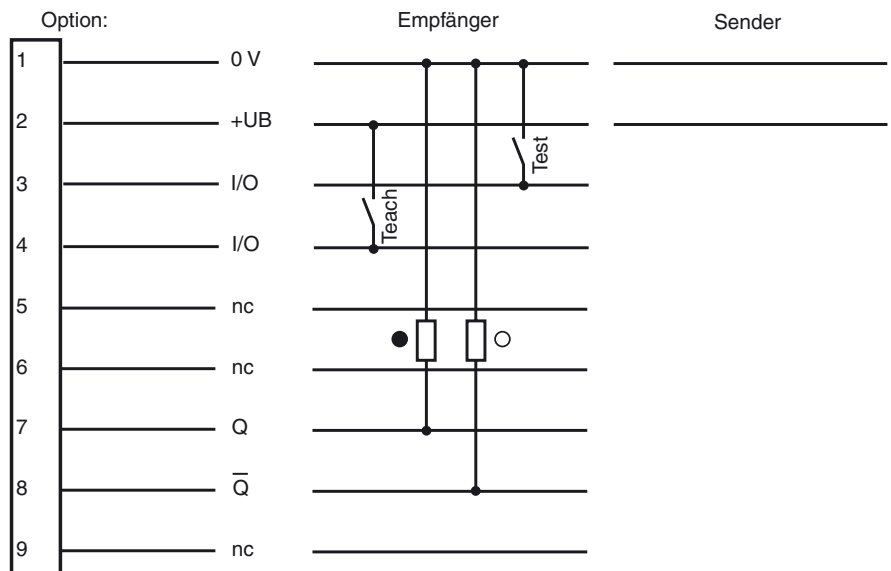 Option: Empfänger Sender
1 0 V
2 +UB
Test
3 I/O
Teach
4 I/O
5 nc
6 nc
7 Q
8 Q̅
9 nc